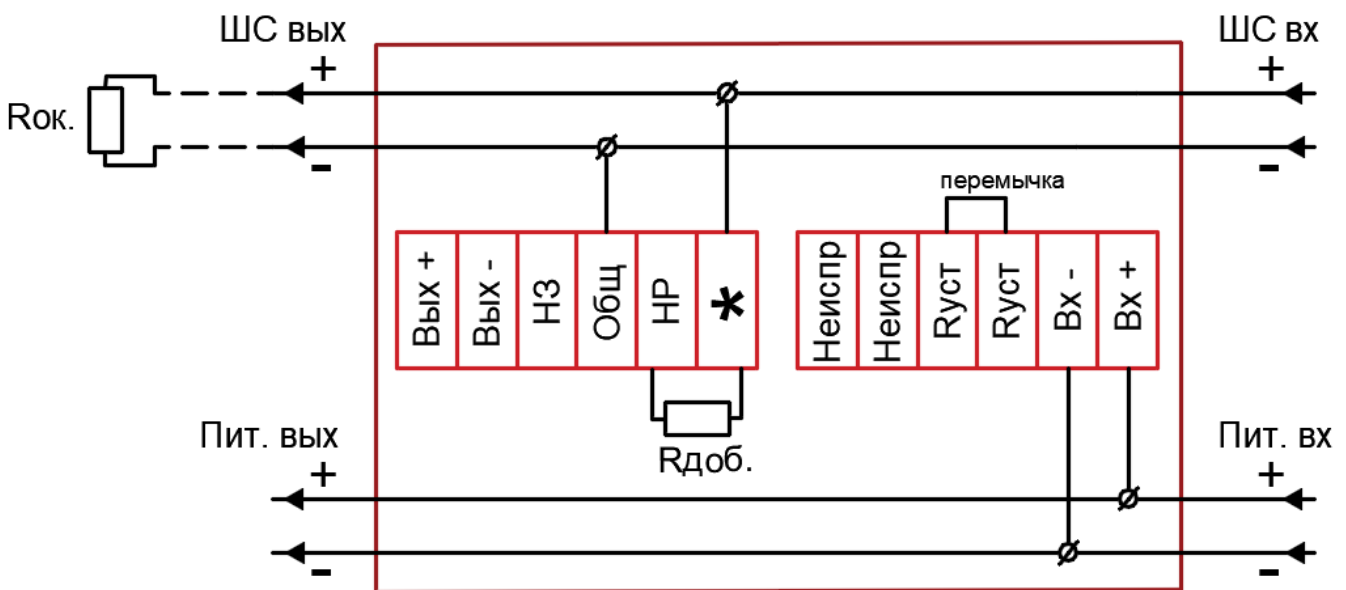 ШС вых
ШС вх
+
+
Rок.
-
-
перемычка
Вых +
Вых -
НЗ
Общ
НР
*
Неиспр
Неиспр
Rуст
Rуст
Вх -
Вх +
Rдоб.
Пит. вых
Пит. вх
+
+
-
-